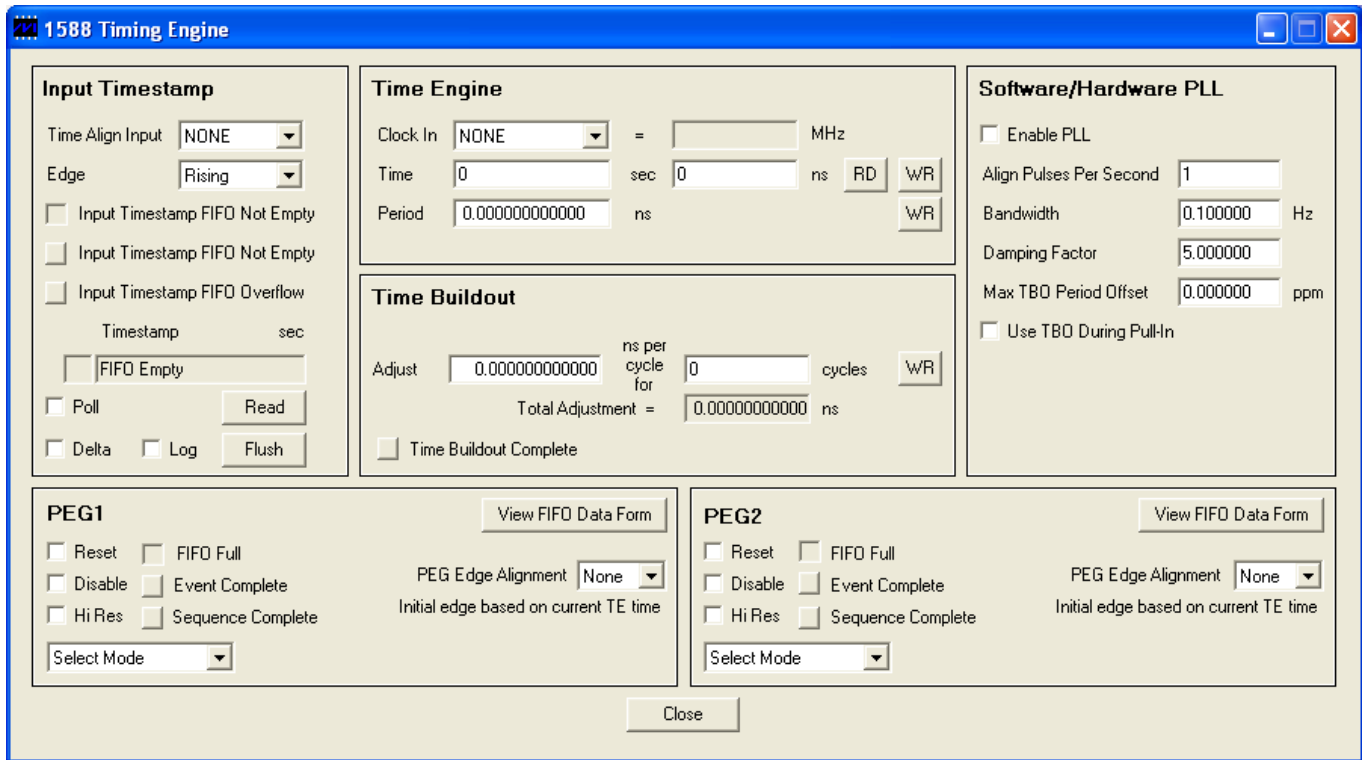 1588 Timing Engine
Input Timestamp
Time Align Input NONE
Edge Rising
Input Timestamp FIFO Not Empty
Input Timestamp FIFO Not Empty
Input Timestamp FIFO Overflow
Timestamp sec
FIFO Empty
Poll Read
Delta Log Flush
Time Engine
Clock In NONE = MHz
Time 0 sec 0 ns RD WR
Period 0.000000000000 ns WR
Time Buildout
Adjust 0.000000000000 ns per cycle for 0 cycles WR
Total Adjustment = 0.00000000000 ns
Time Buildout Complete
Software/Hardware PLL
Enable PLL
Align Pulses Per Second 1
Bandwidth 0.100000 Hz
Damping Factor 5.000000
Max TBO Period Offset 0.000000 ppm
Use TBO During Pull-In
PEG1 View FIFO Data Form
Reset FIFO Full
Disable Event Complete PEG Edge Alignment None
Hi Res Sequence Complete Initial edge based on current TE time
Select Mode
PEG2 View FIFO Data Form
Reset FIFO Full
Disable Event Complete PEG Edge Alignment None
Hi Res Sequence Complete Initial edge based on current TE time
Select Mode
Close